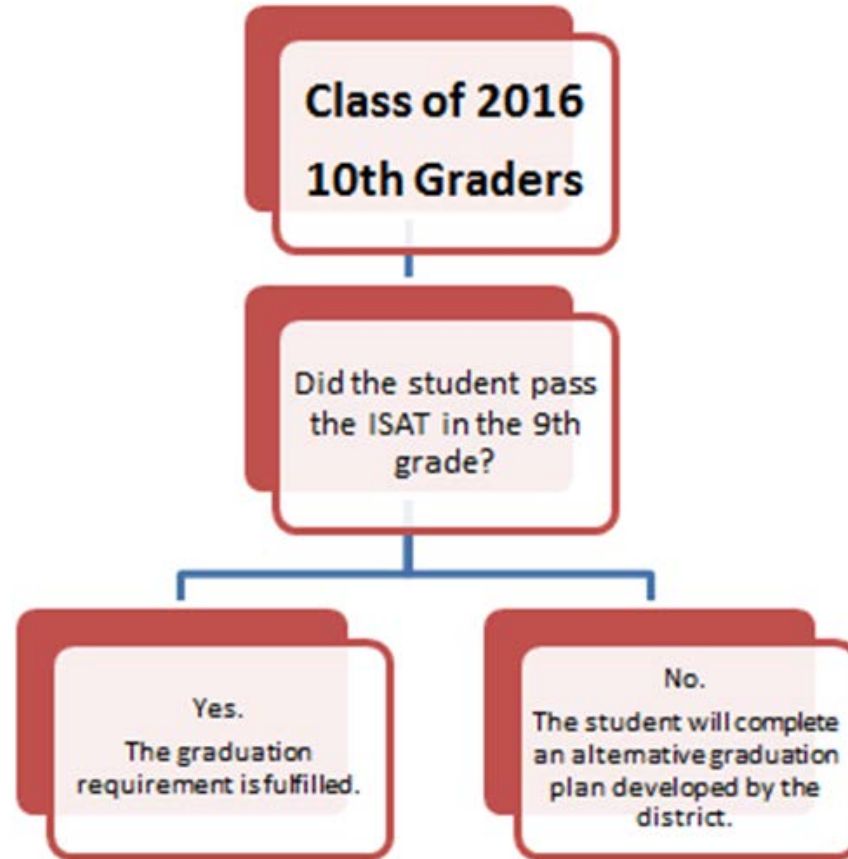 Class of 2016
10th Graders
Did the student pass
the ISAT in the 9th
grade?
Yes.
The graduation
requirement is fulfilled.
No.
The student will complete
an alternative graduation
plan developed by the
district.